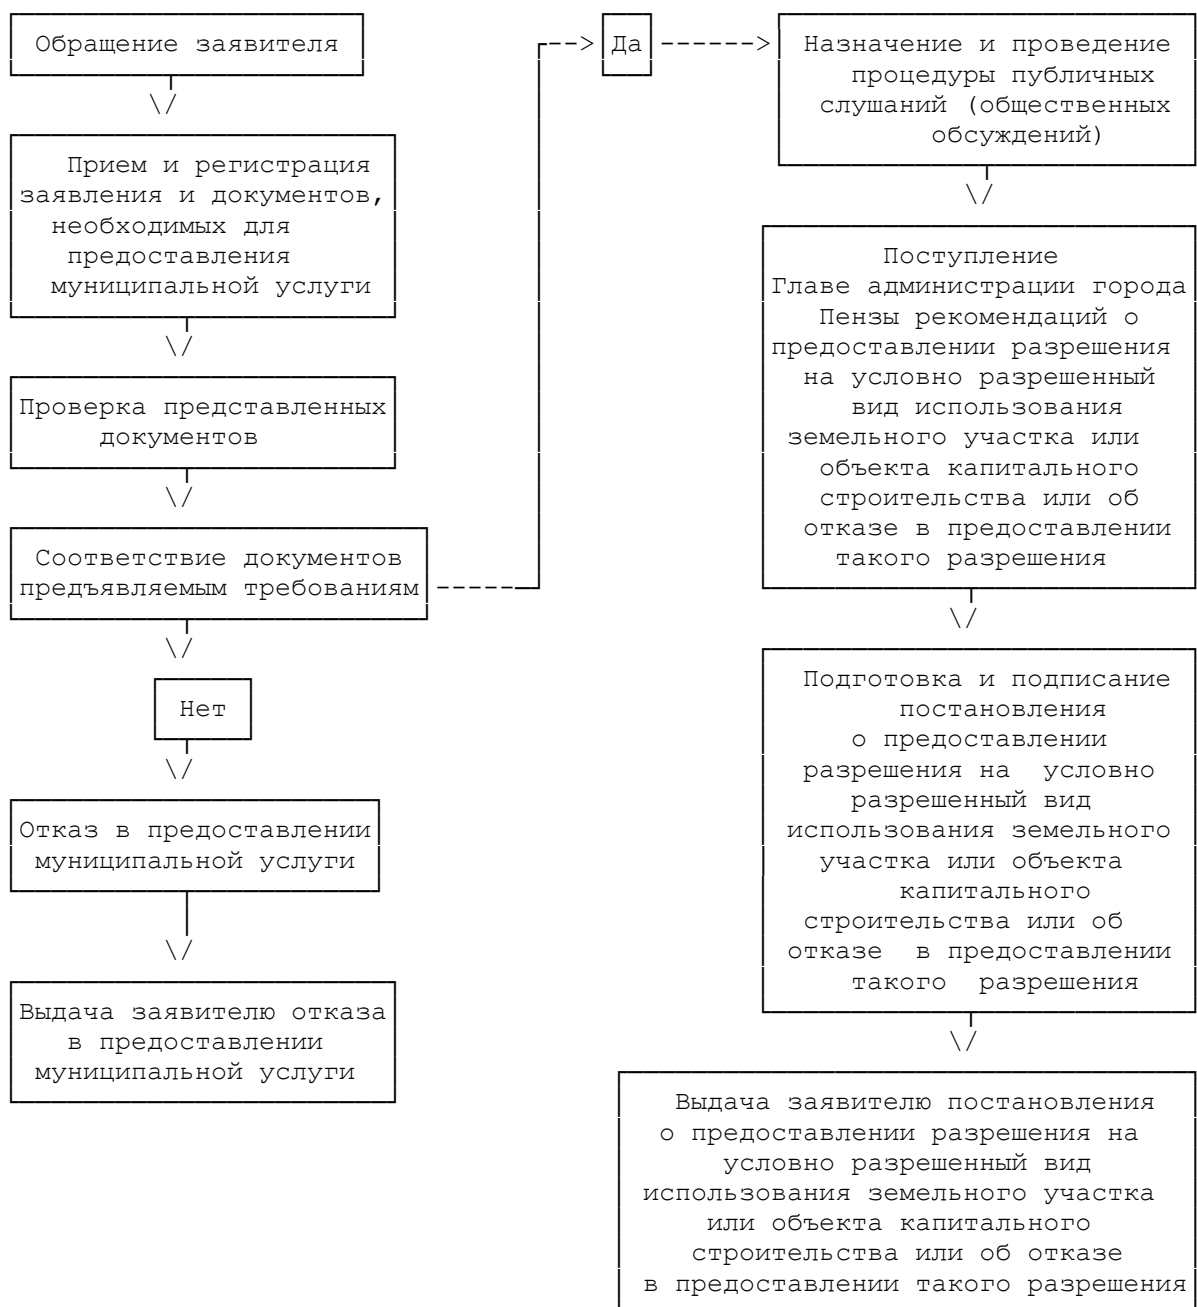 Обращение заявителя
Прием и регистрация
заявления и документов,
необходимых для
предоставления
муниципальной услуги
Проверка представленных
документов
Соответствие документов
предъявляемым требованиям
Нет
Отказ в предоставлении
муниципальной услуги
Выдача заявителю отказа
в предоставлении
муниципальной услуги
Да
Назначение и проведение
процедуры публичных
слушаний (общественных
обсуждений)
Поступление
Главе администрации города
Пензы рекомендаций о
предоставлении разрешения
на условно разрешенный
вид использования
земельного участка или
объекта капитального
строительства или об
отказе в предоставлении
такого разрешения
Подготовка и подписание
постановления
о предоставлении
разрешения на условно
разрешенный вид
использования земельного
участка или объекта
капитального
строительства или об
отказе в предоставлении
такого разрешения
Выдача заявителю постановления
о предоставлении разрешения на
условно разрешенный вид
использования земельного участка
или объекта капитального
строительства или об отказе
в предоставлении такого разрешения